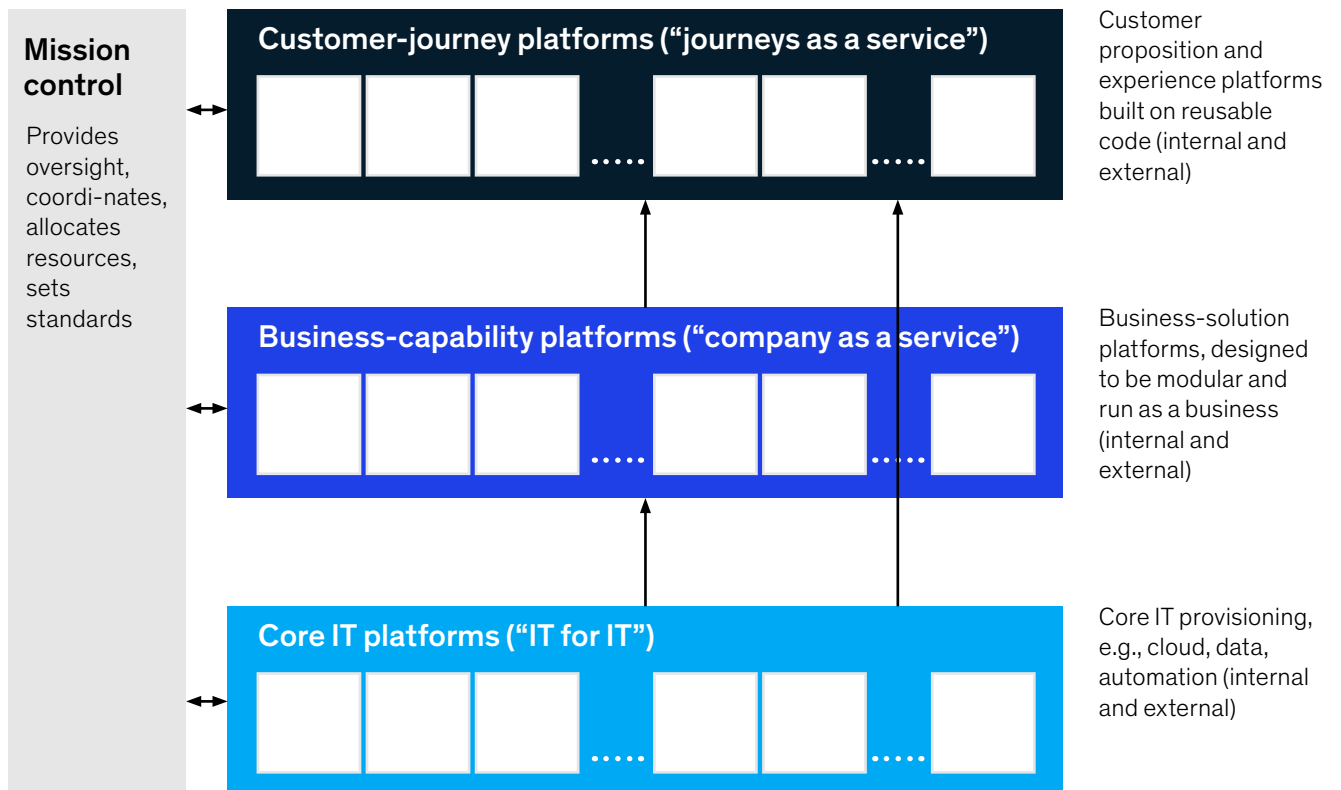 Mission
control
Provides
oversight,
coordi-nates,
allocates
resources,
sets
standards
Customer-journey platforms (“journeys as a service”)
Customer
proposition and
experience platforms
built on reusable
code (internal and
external)
Business-capability platforms (“company as a service”)
Business-solution
platforms, designed
to be modular and
run as a business
(internal and
external)
Core IT platforms (“IT for IT”)
Core IT provisioning,
e.g., cloud, data,
automation (internal
and external)